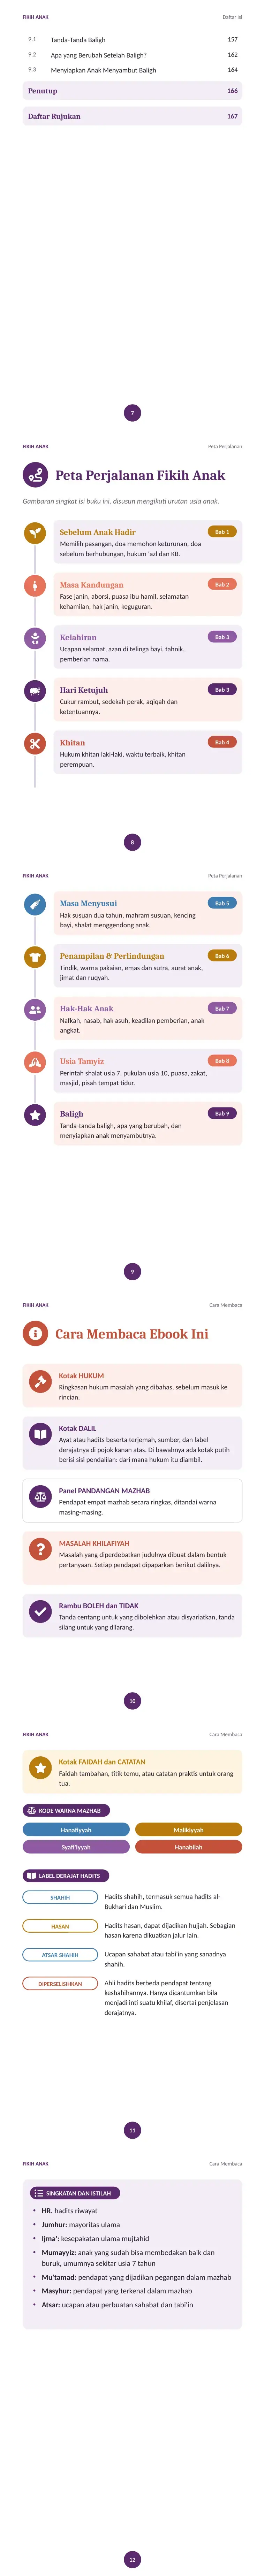 FIKIH ANAK
Daftar Isi
9.1 Tanda-Tanda Baligh 157
9.2 Apa yang Berubah Setelah Baligh? 162
9.3 Menyiapkan Anak Menyambut Baligh 164
Penutup 166
Daftar Rujukan 167
7
FIKIH ANAK
Peta Perjalanan
Peta Perjalanan Fikih Anak
Gambaran singkat isi buku ini, disusun mengikuti urutan usia anak.
Sebelum Anak Hadir
Bab 1
Memilih pasangan, doa memohon keturunan, doa
sebelum berhubungan, hukum 'azl dan KB.
Masa Kandungan
Bab 2
Fase janin, aborsi, puasa ibu hamil, selamatan
kehamilan, hak janin, keguguran.
Kelahiran
Bab 3
Ucapan selamat, azan di telinga bayi, tahnik,
pemberian nama.
Hari Ketujuh
Bab 3
Cukur rambut, sedekah perak, aqiqah dan
ketentuannya.
Khitan
Bab 4
Hukum khitan laki-laki, waktu terbaik, khitan
perempuan.
8
FIKIH ANAK
Peta Perjalanan
Masa Menyusui
Bab 5
Hak susuan dua tahun, mahram susuan, kencing
bayi, shalat menggendong anak.
Penampilan & Perlindungan
Bab 6
Tindik, warna pakaian, emas dan sutra, aurat anak,
jimat dan ruqyah.
Hak-Hak Anak
Bab 7
Nafkah, nasab, hak asuh, keadilan pemberian, anak
angkat.
Usia Tamyiz
Bab 8
Perintah shalat usia 7, pukulan usia 10, puasa, zakat,
masjid, pisah tempat tidur.
Baligh
Bab 9
Tanda-tanda baligh, apa yang berubah, dan
menyiapkan anak menyambutnya.
9
FIKIH ANAK
Cara Membaca
Cara Membaca Ebook Ini
Kotak HUKUM
Ringkasan hukum masalah yang dibahas, sebelum masuk ke
rincian.
Kotak DALIL
Ayat atau hadits beserta terjemah, sumber, dan label
derajatnya di pojok kanan atas. Di bawahnya ada kotak putih
berisi sisi pendalilan: dari mana hukum itu diambil.
Panel PANDANGAN MAZHAB
Pendapat empat mazhab secara ringkas, ditandai warna
masing-masing.
MASALAH KHILAFIYAH
Masalah yang diperdebatkan judulnya dibuat dalam bentuk
pertanyaan. Setiap pendapat dipaparkan berikut dalilnya.
Rambu BOLEH dan TIDAK
Tanda centang untuk yang dibolehkan atau disyariatkan, tanda
silang untuk yang dilarang.
10
FIKIH ANAK
Cara Membaca
Kotak FAIDAH dan CATATAN
Faidah tambahan, titik temu, atau catatan praktis untuk orang
tua.
KODE WARNA MAZHAB
Hanafiyyah
Malikiyyah
Syafi'iyyah
Hanabilah
LABEL DERAJAT HADITS
SHAHIH
Hadits shahih, termasuk semua hadits al-
Bukhari dan Muslim.
HASAN
Hadits hasan, dapat dijadikan hujjah. Sebagian
hasan karena dikuatkan jalur lain.
ATSAR SHAHIH
Ucapan sahabat atau tabi'in yang sanadnya
shahih.
DIPERSELISIHKAN
Ahli hadits berbeda pendapat tentang
keshahihannya. Hanya dicantumkan bila
menjadi inti suatu khilaf, disertai penjelasan
derajatnya.
11
FIKIH ANAK
Cara Membaca
SINGKATAN DAN ISTILAH
• HR. hadits riwayat
• Jumhur: mayoritas ulama
• Ijma': kesepakatan ulama mujtahid
• Mumayyiz: anak yang sudah bisa membedakan baik dan
buruk, umumnya sekitar usia 7 tahun
• Mu'tamad: pendapat yang dijadikan pegangan dalam mazhab
• Masyhur: pendapat yang terkenal dalam mazhab
• Atsar: ucapan atau perbuatan sahabat dan tabi'in
12